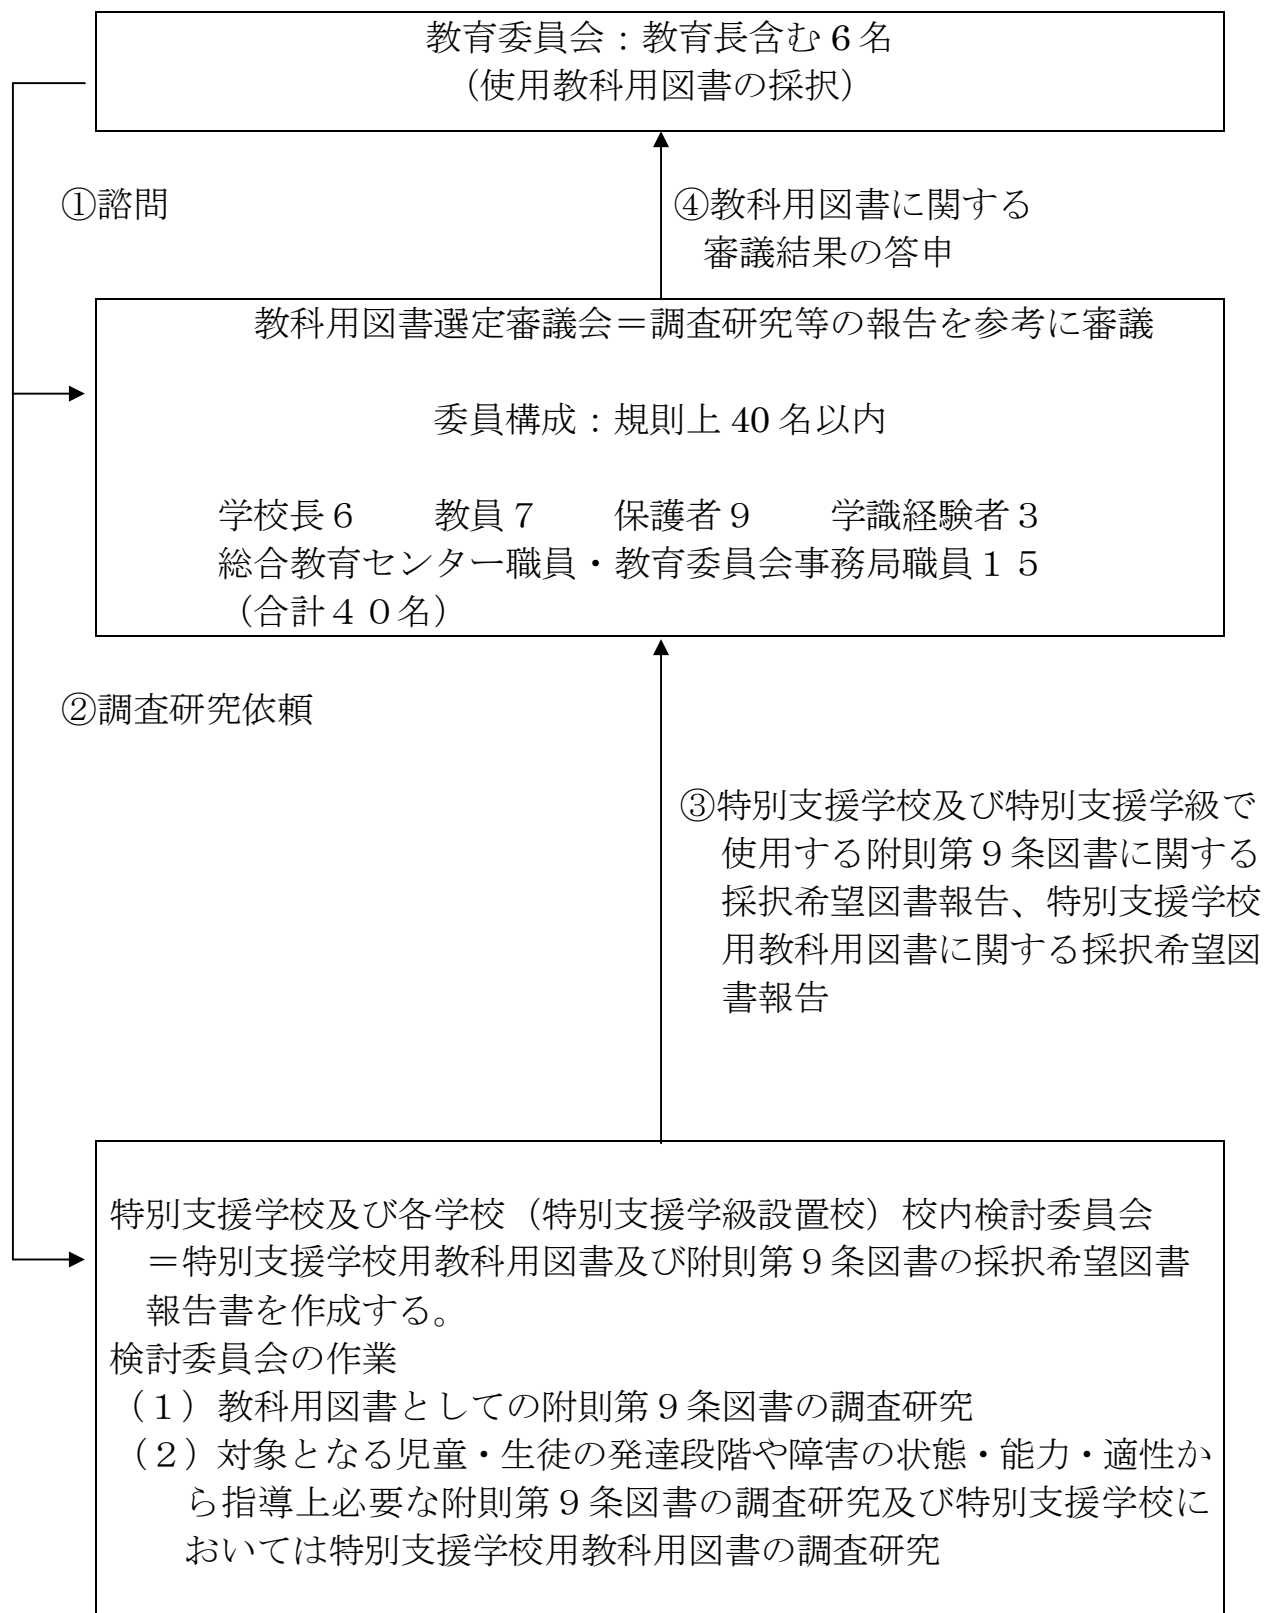 教育委員会：教育長含む 6 名
（使用教科用図書の採択）
①諮問
④教科用図書に関する
審議結果の答申
教科用図書選定審議会＝調査研究等の報告を参考に審議
委員構成：規則上 40 名以内
学校長６　　教員７　　保護者９　　学識経験者３
総合教育センター職員・教育委員会事務局職員１５
（合計４０名）
②調査研究依頼
③特別支援学校及び特別支援学級で
使用する附則第９条図書に関する
採択希望図書報告、特別支援学校
用教科用図書に関する採択希望図
書報告
特別支援学校及び各学校（特別支援学級設置校）校内検討委員会
＝特別支援学校用教科用図書及び附則第９条図書の採択希望図書
報告書を作成する。
検討委員会の作業
（１）教科用図書としての附則第９条図書の調査研究
（２）対象となる児童・生徒の発達段階や障害の状態・能力・適性か
ら指導上必要な附則第９条図書の調査研究及び特別支援学校に
おいては特別支援学校用教科用図書の調査研究